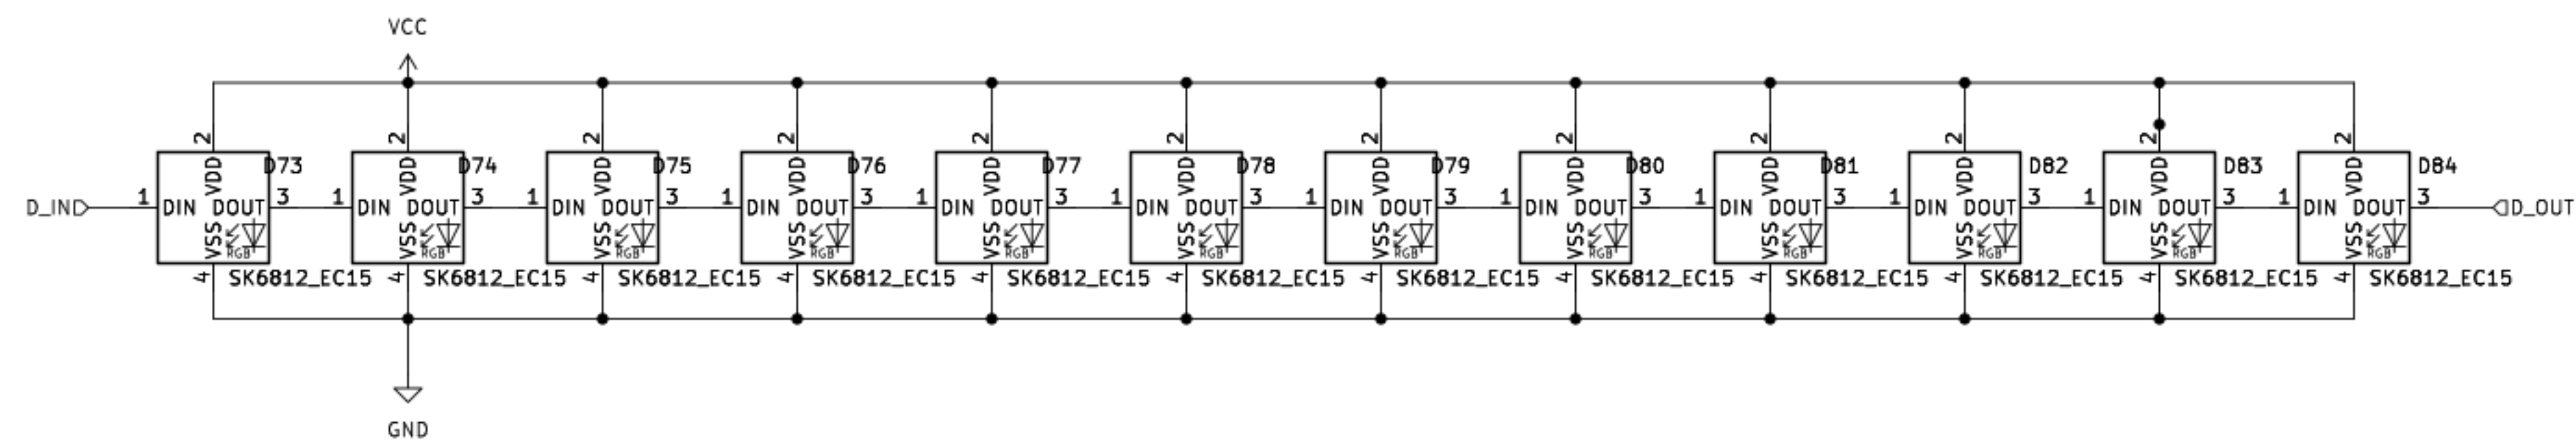 VCC
2 2 2 2 2 2 2 2 2 2 2 2
D73 D74 D75 D76 D77 D78 D79 D80 D81 D82 D83 D84
VDD VDD VDD VDD VDD VDD VDD VDD VDD VDD VDD VDD
1 3 1 3 1 3 1 3 1 3 1 3 1 3 1 3 1 3 1 3 1 3 1 3
D_IN DIN DOUT DIN DOUT DIN DOUT DIN DOUT DIN DOUT DIN DOUT DIN DOUT DIN DOUT DIN DOUT DIN DOUT DIN DOUT DIN DOUT D_OUT
VSS VSS VSS VSS VSS VSS VSS VSS VSS VSS VSS VSS
RGB RGB RGB RGB RGB RGB RGB RGB RGB RGB RGB RGB
4 SK6812_EC15 4 SK6812_EC15 4 SK6812_EC15 4 SK6812_EC15 4 SK6812_EC15 4 SK6812_EC15 4 SK6812_EC15 4 SK6812_EC15 4 SK6812_EC15 4 SK6812_EC15 4 SK6812_EC15 4 SK6812_EC15
GND